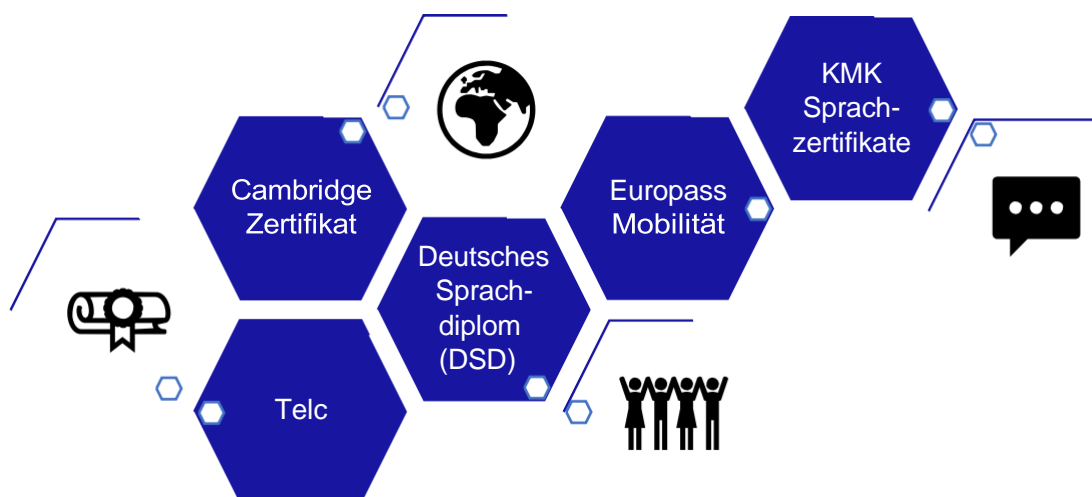 Cambridge
Zertifikat
Telc
Deutsches
Sprach-
diplom
(DSD)
Europass
Mobilität
KMK
Sprach-
zertifikate